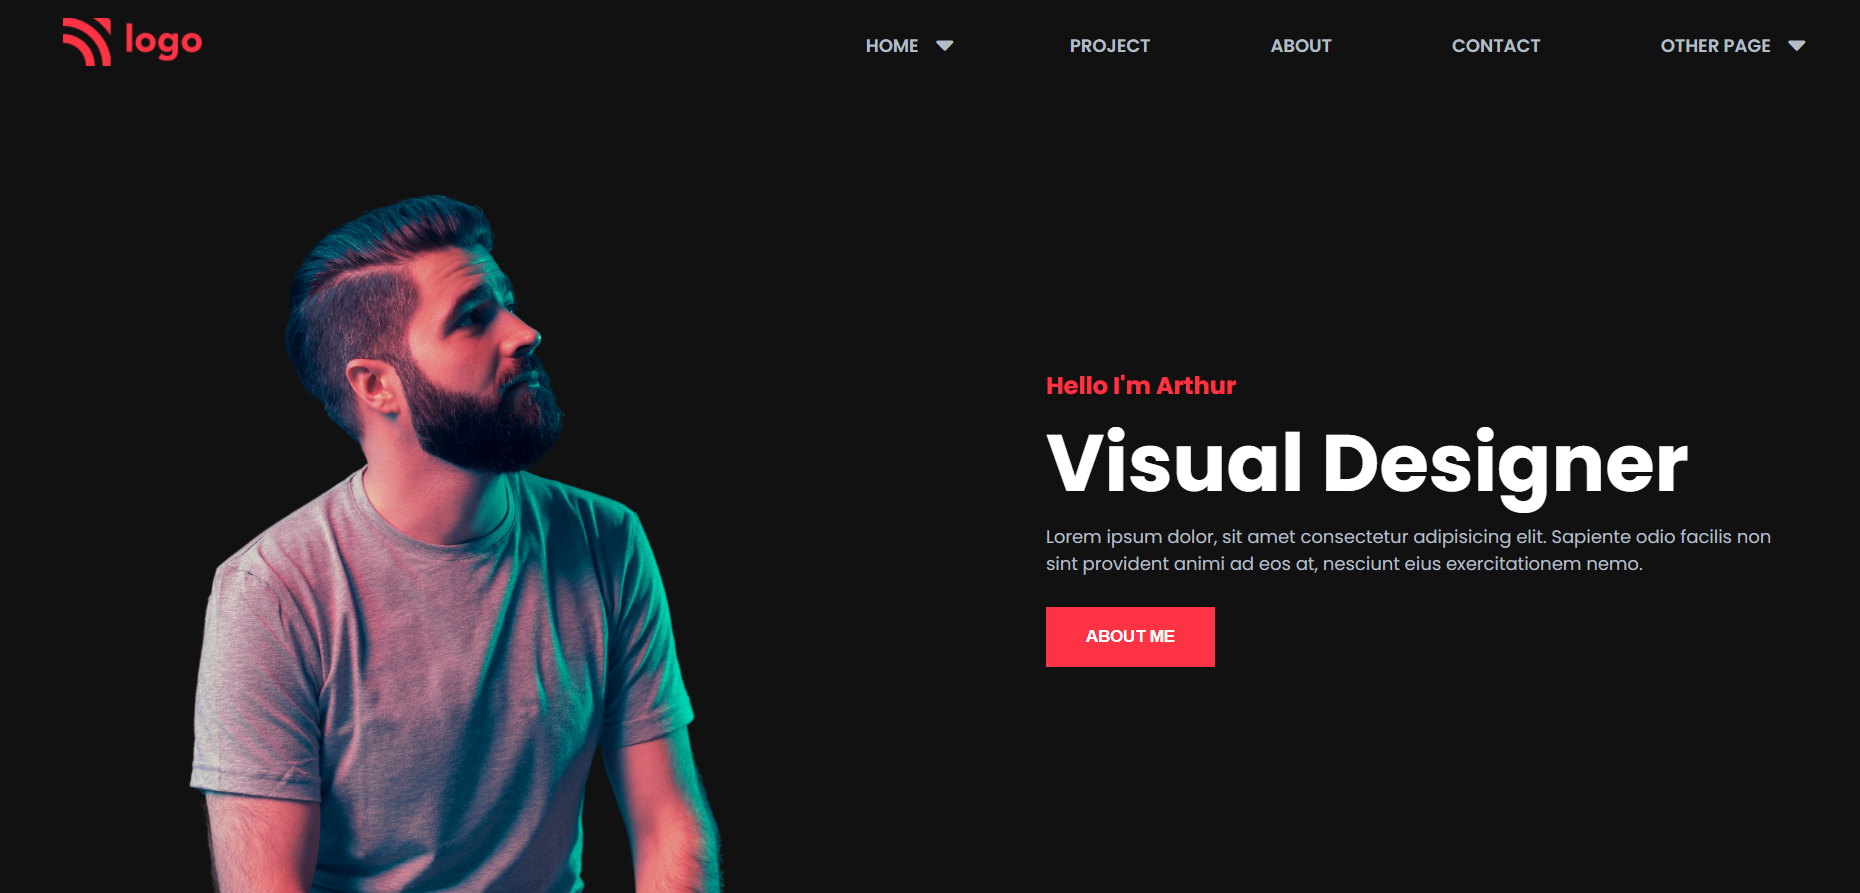 logo
HOME
PROJECT
ABOUT
CONTACT
OTHER PAGE
Hello I'm Arthur
Visual Designer
Lorem ipsum dolor, sit amet consectetur adipisicing elit. Sapiente odio facilis non
sint provident animi ad eos at, nesciunt eius exercitationem nemo.
ABOUT ME